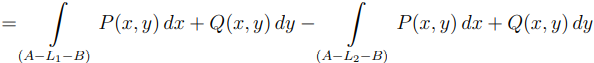 = ∫_{(A−L₁−B)} P(x, y) dx + Q(x, y) dy − ∫_{(A−L₂−B)} P(x, y) dx + Q(x, y) dy